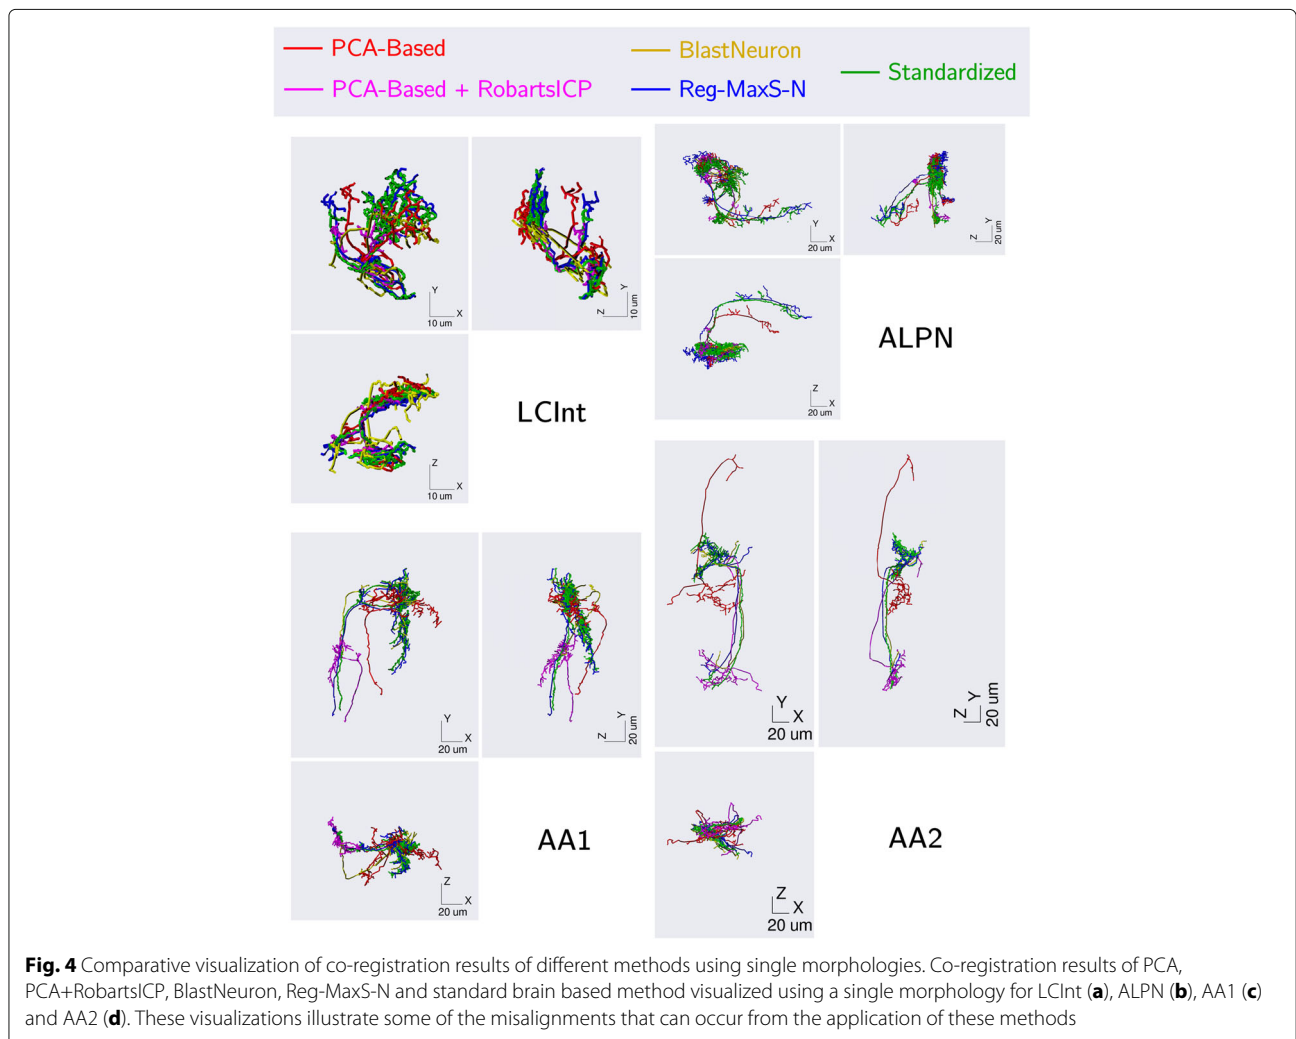 PCA-Based
PCA-Based + RobartsICP
BlastNeuron
Reg-MaxS-N
Standardized
Y
X
10 um
Z
Y
10 um
Z
X
10 um
LCInt
Y
X
20 um
Z
Y
20 um
Z
X
20 um
ALPN
Y
X
20 um
Z
Y
20 um
Z
X
20 um
AA1
Y
X
20 um
Z
Y
20 um
Z
X
20 um
AA2
Fig. 4 Comparative visualization of co-registration results of different methods using single morphologies. Co-registration results of PCA,
PCA+RobartsICP, BlastNeuron, Reg-MaxS-N and standard brain based method visualized using a single morphology for LCInt (a), ALPN (b), AA1 (c)
and AA2 (d). These visualizations illustrate some of the misalignments that can occur from the application of these methods